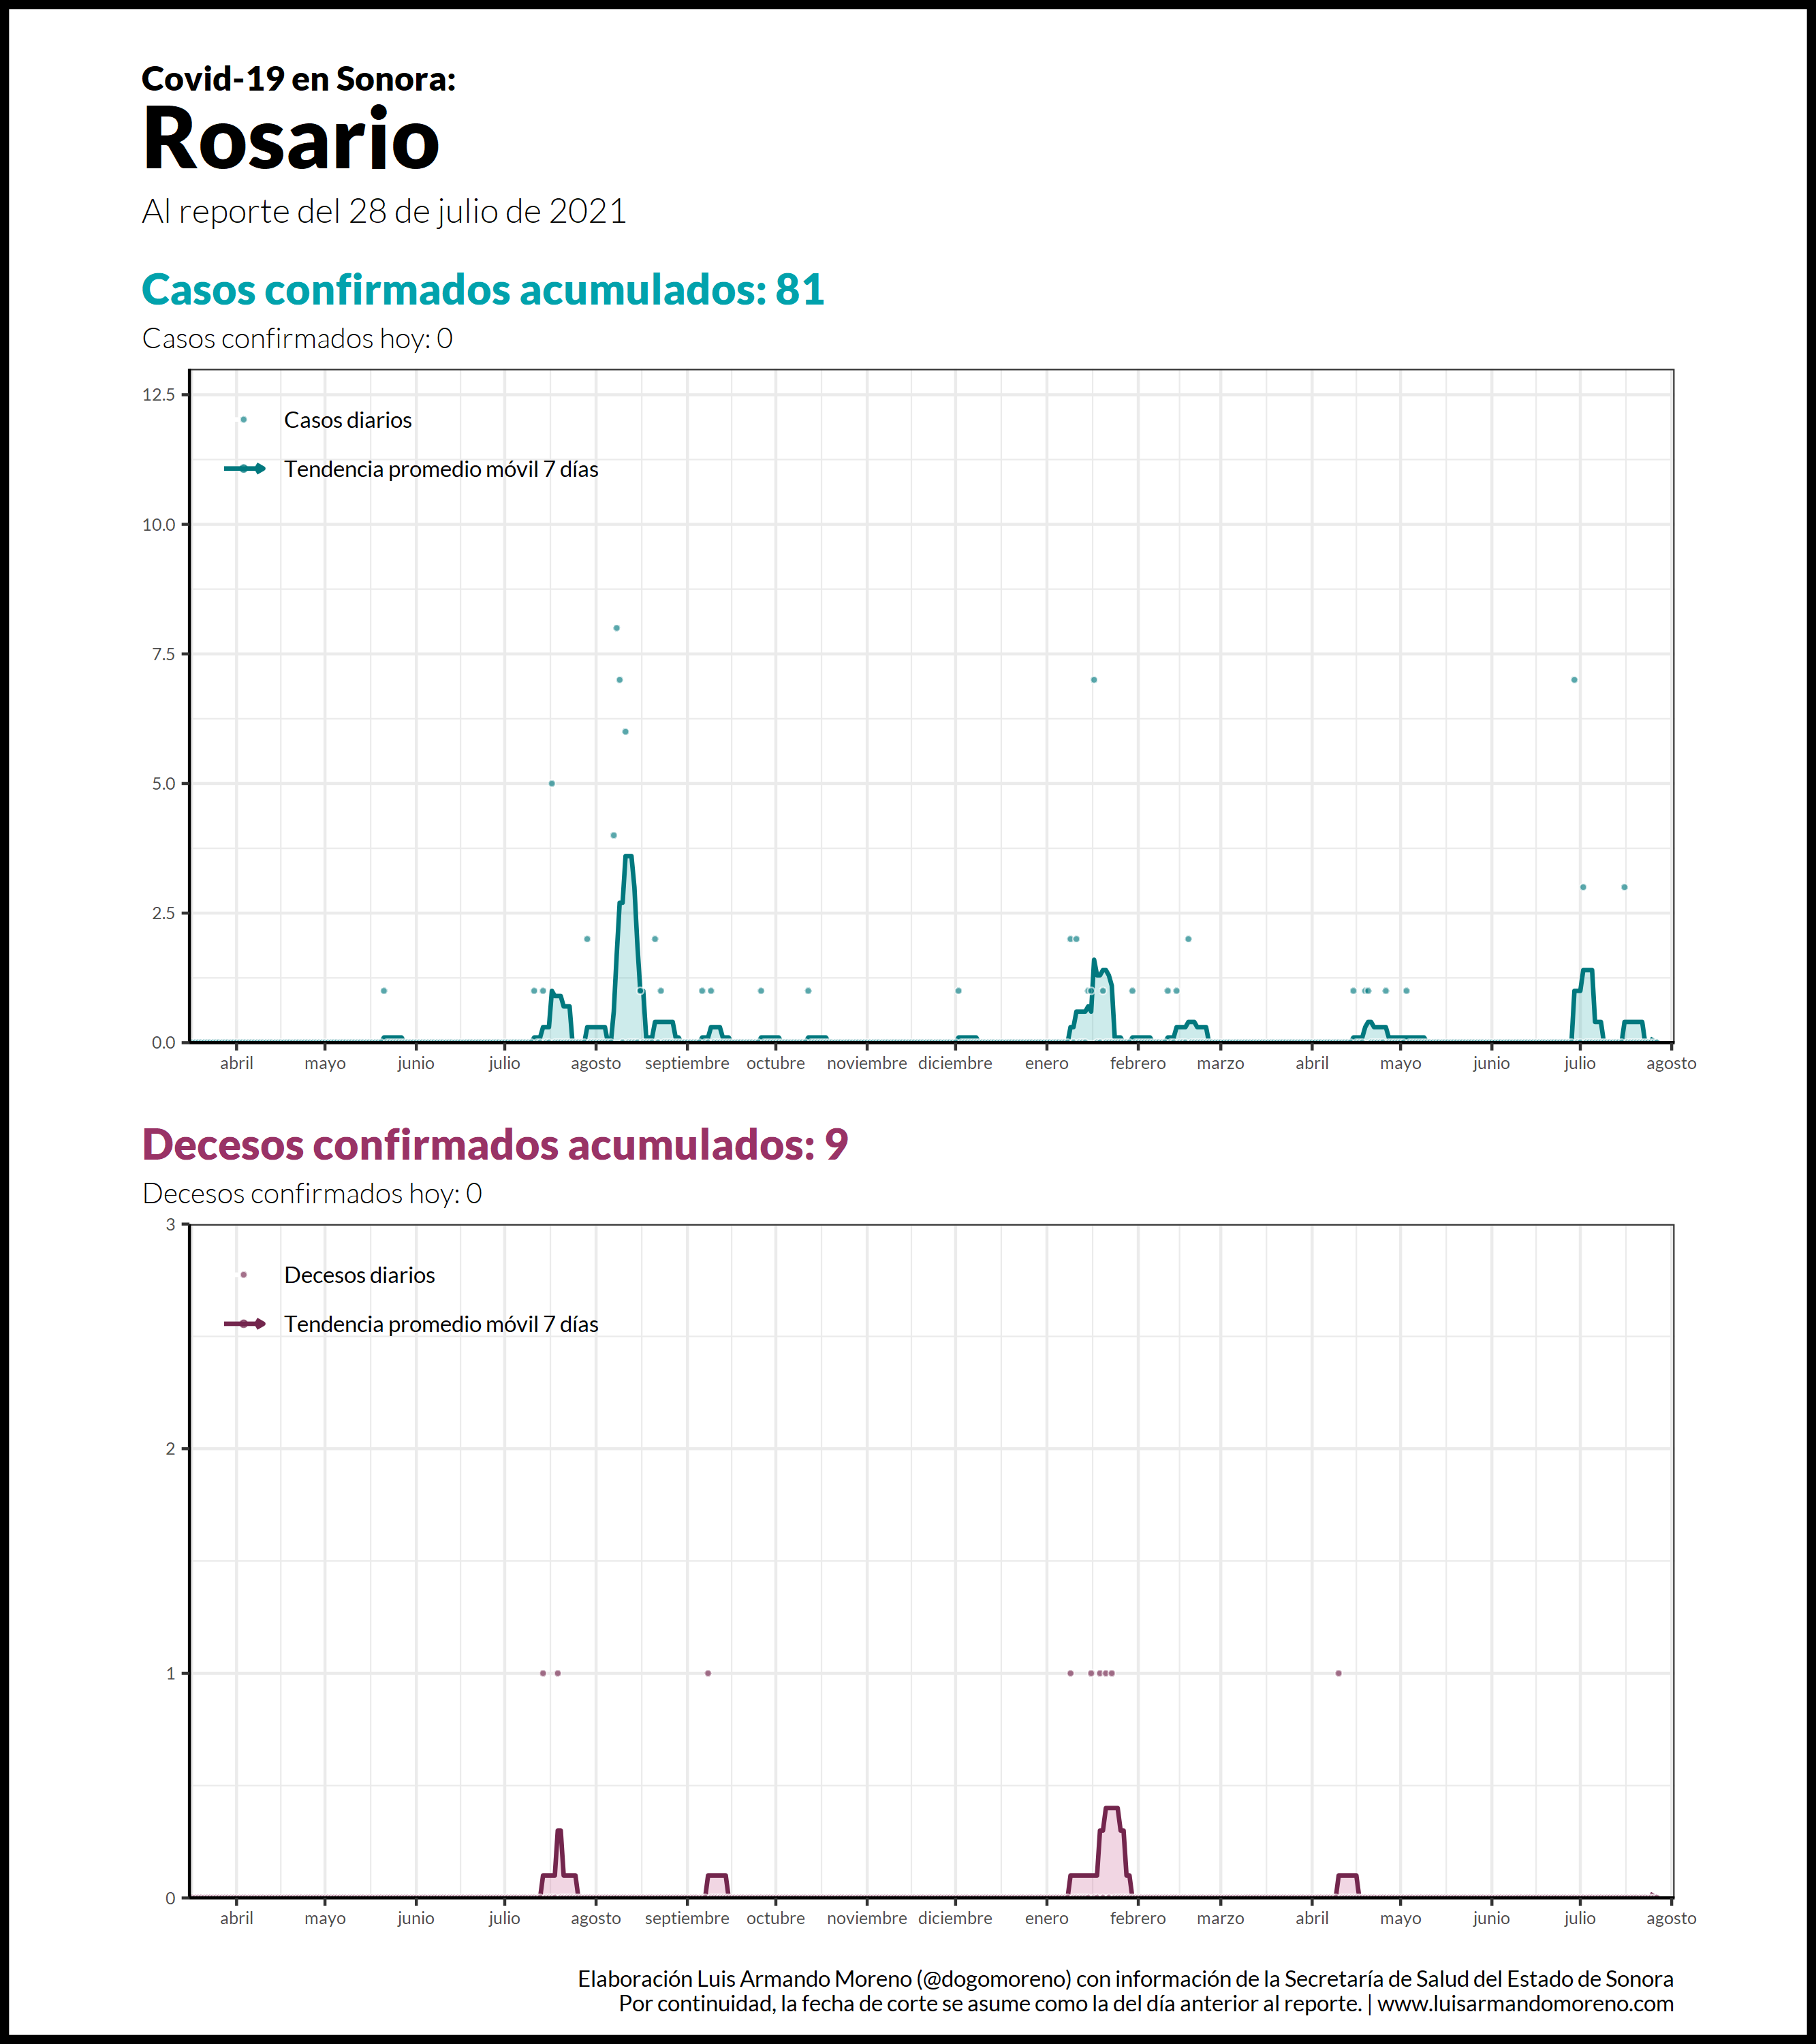 Covid-19 en Sonora:
Rosario
Al reporte del 28 de julio de 2021
Casos confirmados acumulados: 81
Casos confirmados hoy: 0
12.5
Casos diarios
Tendencia promedio móvil 7 días
10.0
7.5
5.0
2.5
0.0
abril mayo junio julio agosto septiembre octubre noviembre diciembre enero febrero marzo abril mayo junio julio agosto
Decesos confirmados acumulados: 9
Decesos confirmados hoy: 0
3
Decesos diarios
Tendencia promedio móvil 7 días
2
1
0
abril mayo junio julio agosto septiembre octubre noviembre diciembre enero febrero marzo abril mayo junio julio agosto
Elaboración Luis Armando Moreno (@dogomoreno) con información de la Secretaría de Salud del Estado de Sonora
Por continuidad, la fecha de corte se asume como la del día anterior al reporte. | www.luisarmandomoreno.com